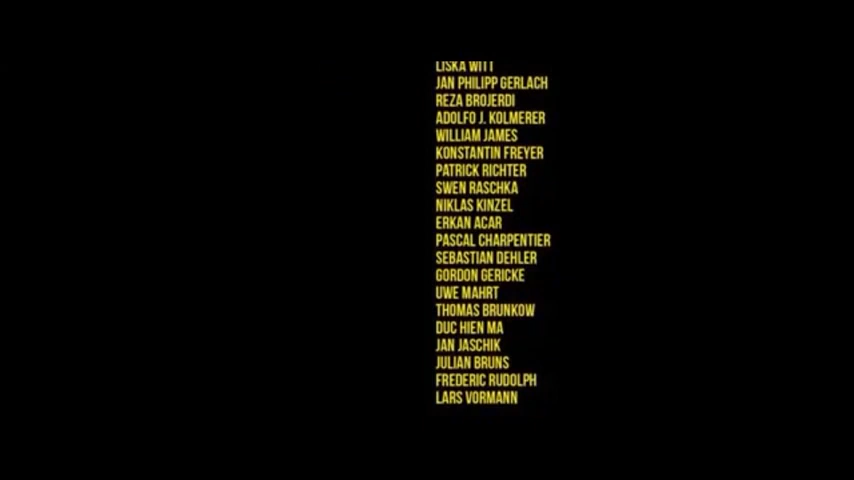 LISKA WITT
JAN PHILIPP GERLACH
REZA BROJERDI
ADOLFO J. KOLMERER
WILLIAM JAMES
KONSTANTIN FREYER
PATRICK RICHTER
SWEN RASCHKA
NIKLAS KINZEL
ERKAN ACAR
PASCAL CHARPENTIER
SEBASTIAN DEHLER
GORDON GERICKE
UWE MAHRT
THOMAS BRUNKOW
DUC HIEN MA
JAN JASCHIK
JULIAN BRUNS
FREDERIC RUDOLPH
LARS VORMANN